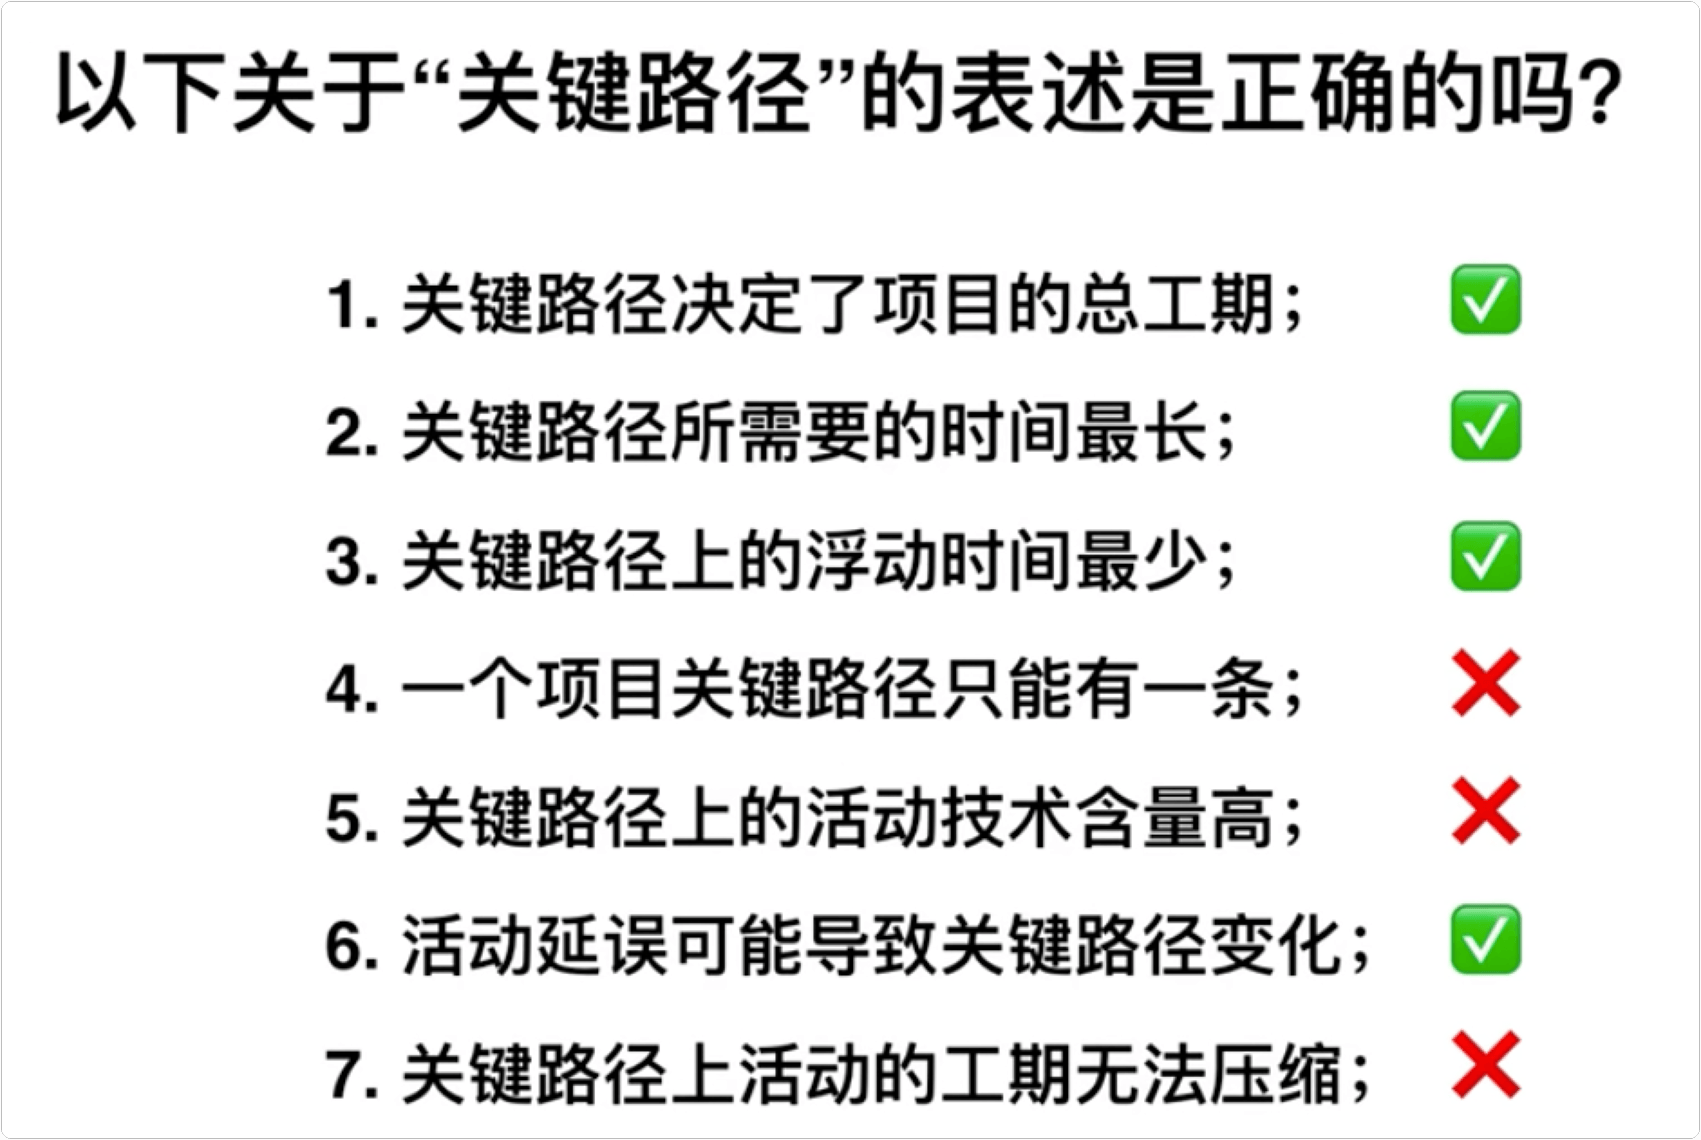 以下关于“关键路径”的表述是正确的吗？
1. 关键路径决定了项目的总工期； ✅
2. 关键路径所需要的时间最长； ✅
3. 关键路径上的浮动时间最少； ✅
4. 一个项目关键路径只能有一条； ❌
5. 关键路径上的活动技术含量高； ❌
6. 活动延误可能导致关键路径变化； ✅
7. 关键路径上活动的工期无法压缩； ❌